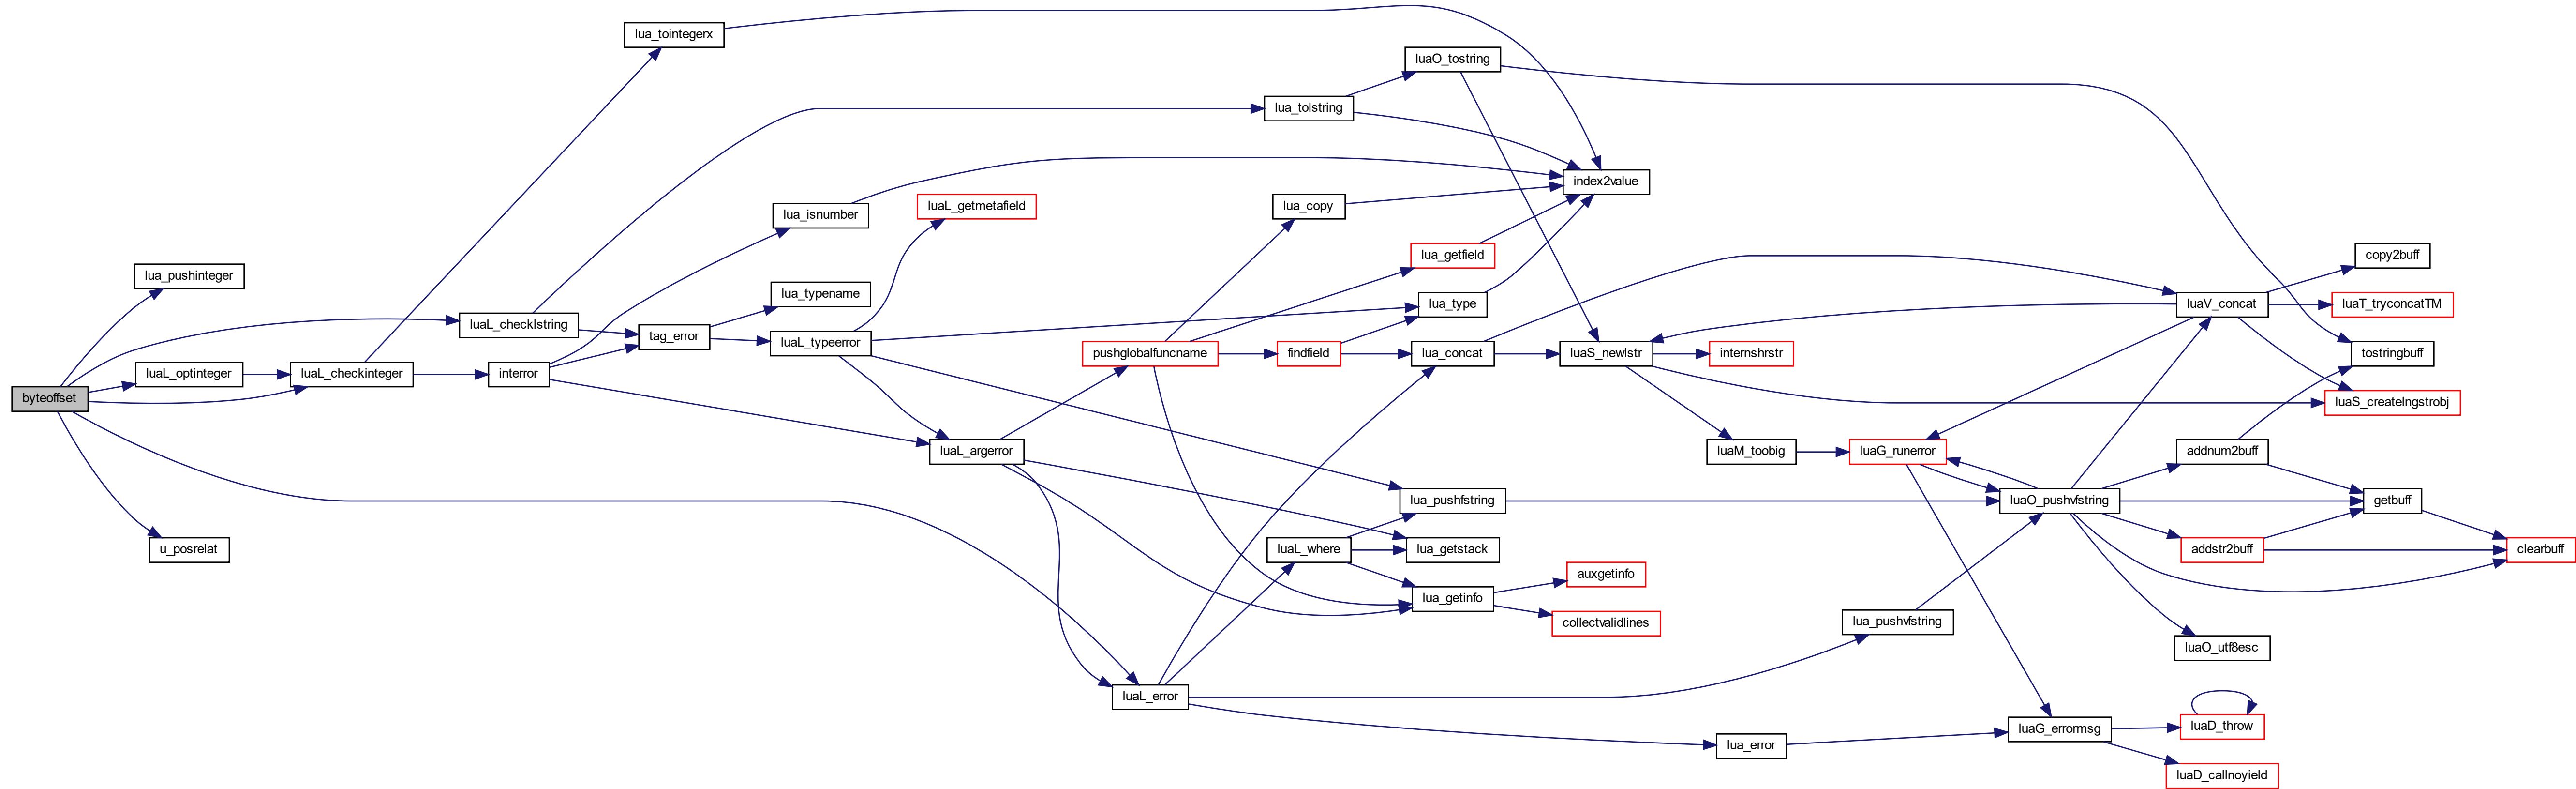 lua_tointegerx
luaO_tostring
lua_tolstring
index2value
lua_isnumber
luaL_getmetafield
lua_copy
lua_getfield
copy2buff
lua_pushinteger
lua_typename
lua_type
luaV_concat
luaT_tryconcatTM
luaL_checklstring
tag_error
luaL_typeerror
pushglobalfuncname
findfield
lua_concat
luaS_newlstr
internshrstr
tostringbuff
luaL_optinteger
luaL_checkinteger
interror
byteoffset
luaS_createlngstrobj
luaL_argerror
luaM_toobig
luaG_runerror
addnum2buff
lua_pushfstring
luaO_pushvfstring
getbuff
u_posrelat
luaL_where
lua_getstack
addstr2buff
clearbuff
auxgetinfo
lua_getinfo
collectvalidlines
lua_pushvfstring
luaO_utf8esc
luaL_error
lua_error
luaG_errormsg
luaD_throw
luaD_callnoyield